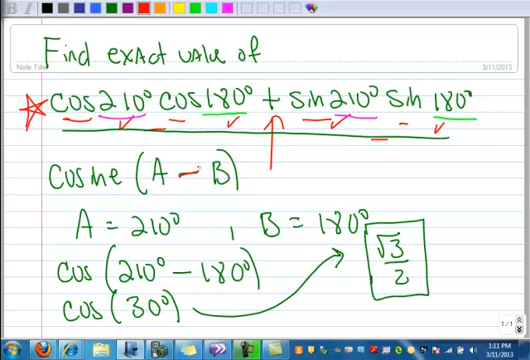 Note Title
3/11/2013
Find exact value of
cos 210° cos 180° + sin 210° sin 180°
cosine (A - B)
A = 210° , B = 180°
cos (210° - 180°)
cos (30°)
√3/2
1/1
1:11 PM
3/11/2013